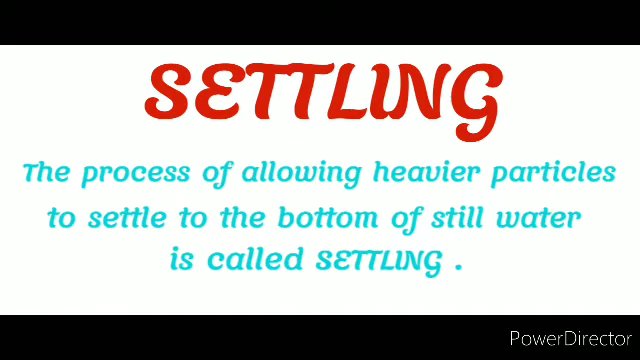 SETTLING
The process of allowing heavier particles
to settle to the bottom of still water
is called SETTLING .
PowerDirector